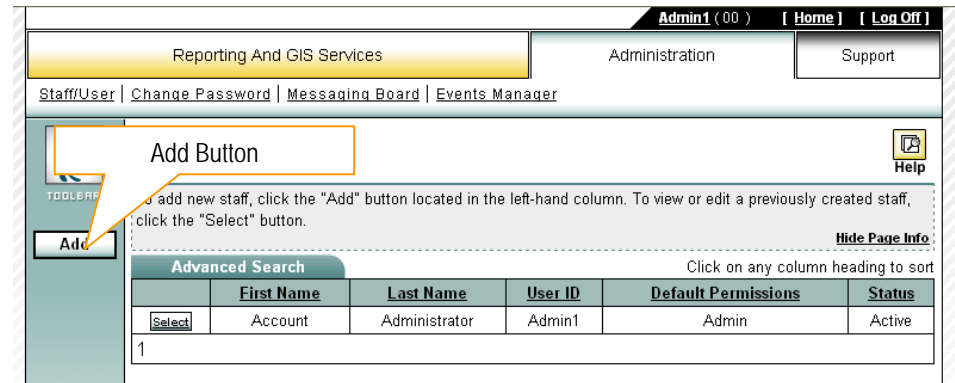 Admin1 ( 00 ) [ Home ] [ Log Off ]
Reporting And GIS Services Administration Support
Staff/User | Change Password | Messaging Board | Events Manager
Add Button
Help
TOOLBAR
add new staff, click the "Add" button located in the left-hand column. To view or edit a previously created staff,
click the "Select" button.
Hide Page Info
Add
Advanced Search Click on any column heading to sort
First Name Last Name User ID Default Permissions Status
Select Account Administrator Admin1 Admin Active
1